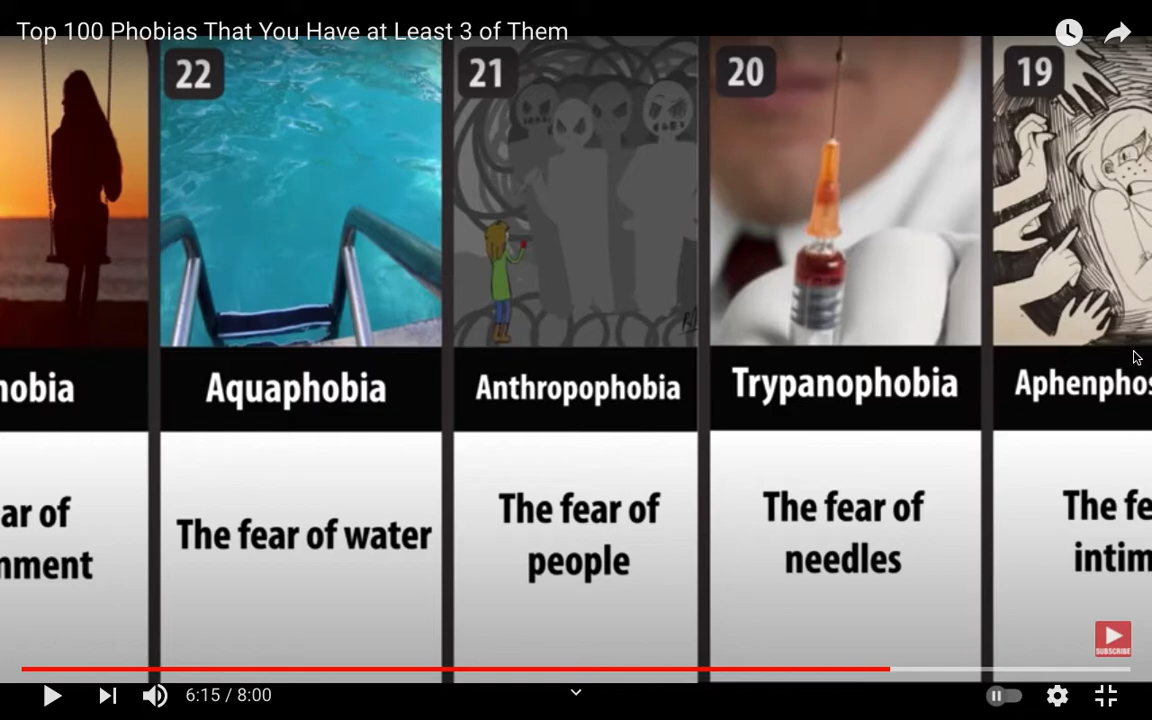 Top 100 Phobias That You Have at Least 3 of Them
22
21
20
19
Aquaphobia
Anthropophobia
Trypanophobia
The fear of water
The fear of
people
The fear of
needles
SUBSCRIBE
6:15 / 8:00